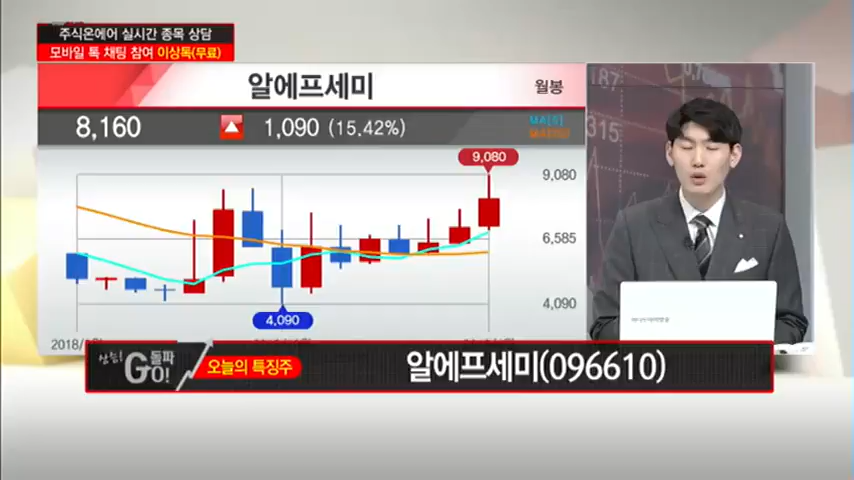 주식온에어 실시간 종목 상담
모바일 톡 채팅 참여 이상톡(무료)
알에프세미
월봉
8,160
1,090 (15.42%)
187
315
9,080
9,080
6,585
4,090
4,090
돌파
GO!
오늘의 특징주
알에프세미(096610)